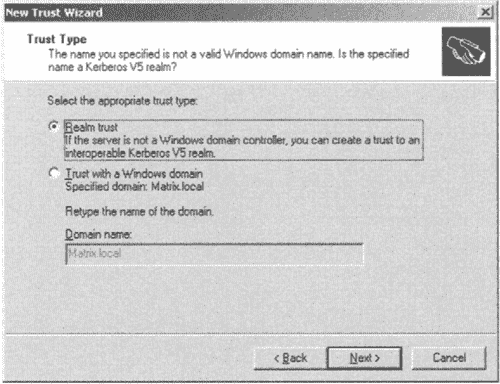 New Trust Wizard
Trust Type
The name you specified is not a valid Windows domain name. Is the specified
name a Kerberos V5 realm?
Select the appropriate trust type:
Realm trust
If the server is not a Windows domain controller, you can create a trust to an
interoperable Kerberos V5 realm.
Trust with a Windows domain
Specified domain: Matrix.local
Retype the name of the domain.
Domain name:
Matrix.local
< Back
Next >
Cancel